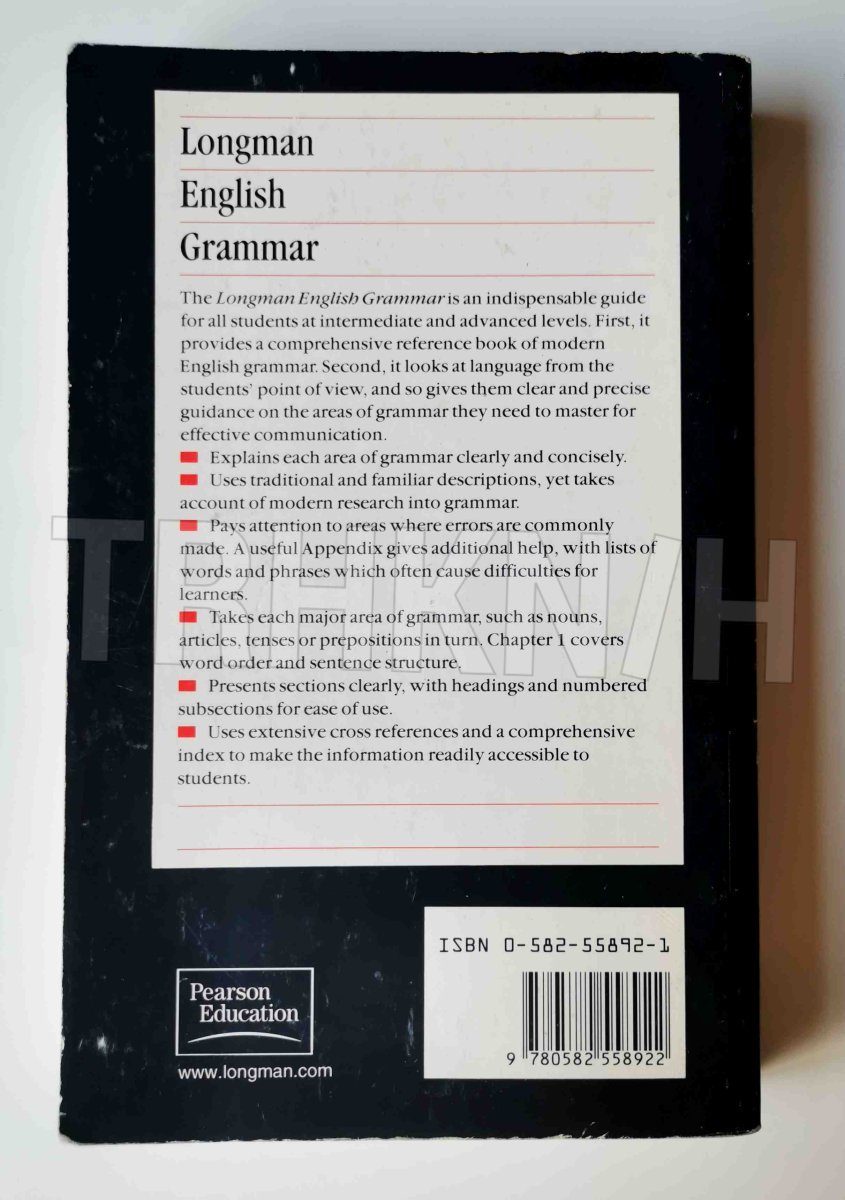 Longman
English
Grammar
The Longman English Grammar is an indispensable guide
for all students at intermediate and advanced levels. First, it
provides a comprehensive reference book of modern
English grammar. Second, it looks at language from the
students' point of view, and so gives them clear and precise
guidance on the areas of grammar they need to master for
effective communication.
Explains each area of grammar clearly and concisely.
Uses traditional and familiar descriptions, yet takes
account of modern research into grammar.
Pays attention to areas where errors are commonly
made. A useful Appendix gives additional help, with lists of
words and phrases which often cause difficulties for
learners.
Takes each major area of grammar, such as nouns,
articles, tenses or prepositions in turn. Chapter 1 covers
word order and sentence structure.
Presents sections clearly, with headings and numbered
subsections for ease of use.
Uses extensive cross references and a comprehensive
index to make the information readily accessible to
students.
ISBN 0-582-55892-1
9 780582 558922
Pearson
Education
www.longman.com